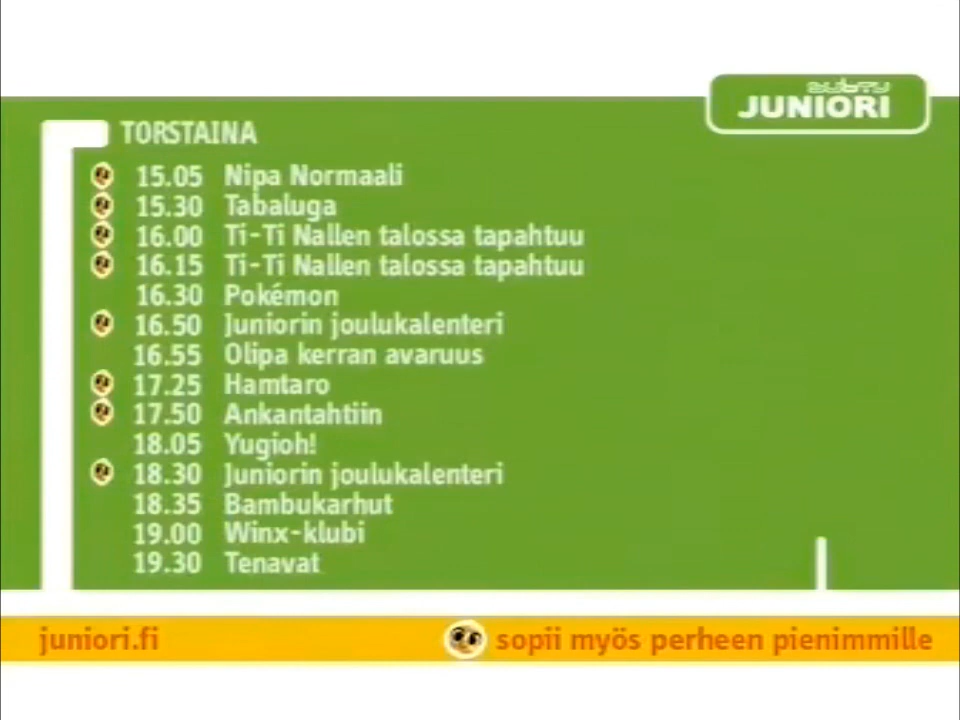 SUBTV
JUNIORI
TORSTAINA
15.05 Nipa Normaali
15.30 Tabaluga
16.00 Ti-Ti Nallen talossa tapahtuu
16.15 Ti-Ti Nallen talossa tapahtuu
16.30 Pokémon
16.50 Juniorin joulukalenteri
16.55 Olipa kerran avaruus
17.25 Hamtaro
17.50 Ankantahtiin
18.05 Yugioh!
18.30 Juniorin joulukalenteri
18.35 Bambukarhut
19.00 Winx-klubi
19.30 Tenavat
juniori.fi
sopii myös perheen pienimmille